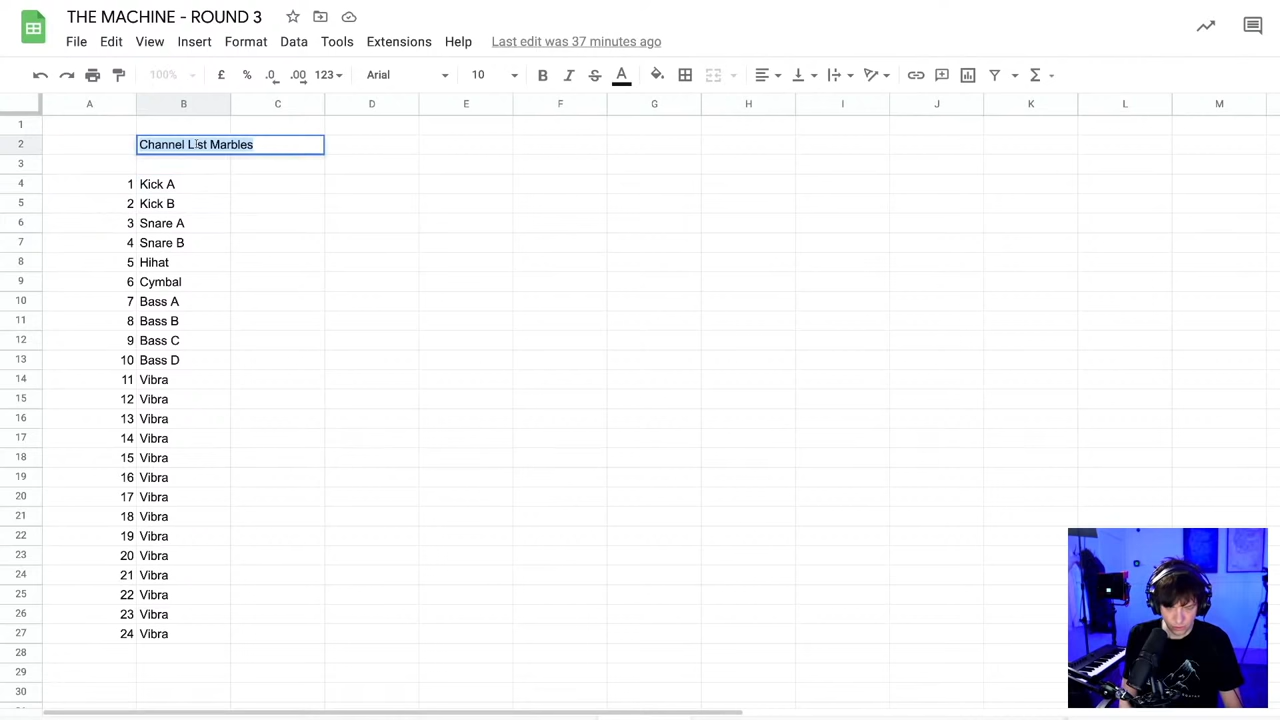 THE MACHINE - ROUND 3
File Edit View Insert Format Data Tools Extensions Help Last edit was 37 minutes ago
100% £ % .0 .00 123 Arial 10 B I S A Σ
A B C D E F G H I J K L M
1
2 Channel List Marbles
3
4 1 Kick A
5 2 Kick B
6 3 Snare A
7 4 Snare B
8 5 Hihat
9 6 Cymbal
10 7 Bass A
11 8 Bass B
12 9 Bass C
13 10 Bass D
14 11 Vibra
15 12 Vibra
16 13 Vibra
17 14 Vibra
18 15 Vibra
19 16 Vibra
20 17 Vibra
21 18 Vibra
22 19 Vibra
23 20 Vibra
24 21 Vibra
25 22 Vibra
26 23 Vibra
27 24 Vibra
28
29
30